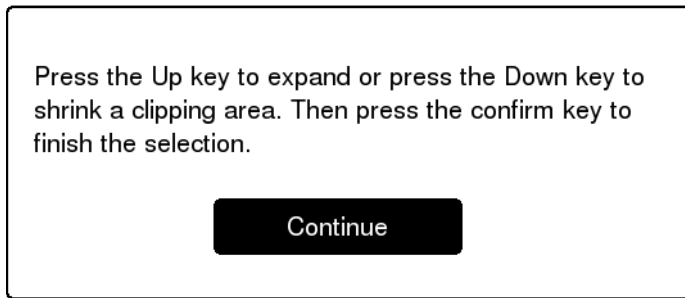 Press the Up key to expand or press the Down key to
shrink a clipping area. Then press the confirm key to
finish the selection.
Continue